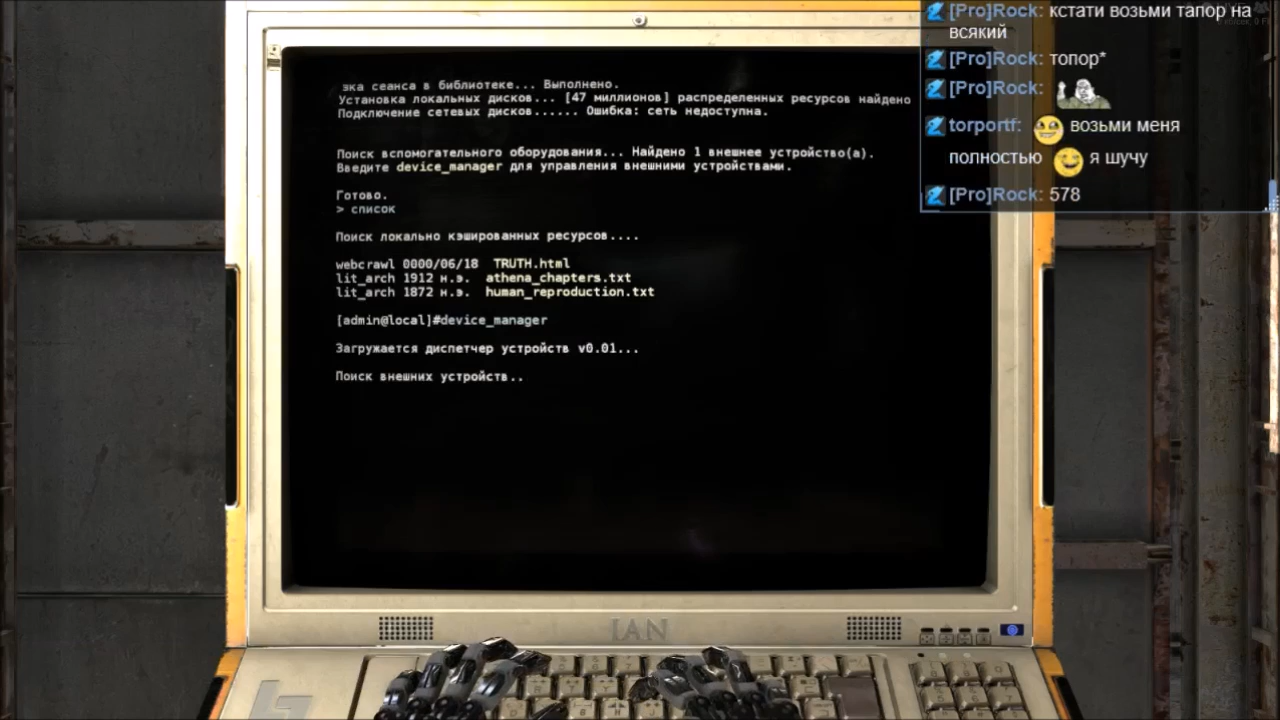 зка сеанса в библиотеке... Выполнено.
Установка локальных дисков... [47 миллионов] распределенных ресурсов найдено
Подключение сетевых дисков...... Ошибка: сеть недоступна.
Поиск вспомогательного оборудования... Найдено 1 внешнее устройство(а).
Введите device_manager для управления внешними устройствами.
Готово.
> список
Поиск локально кэшированных ресурсов....
webcrawl 0000/06/18 TRUTH.html
lit_arch 1912 н.э. athena_chapters.txt
lit_arch 1872 н.э. human_reproduction.txt
[admin@local]#device_manager
Загружается диспетчер устройств v0.01...
Поиск внешних устройств..
IAN
[Pro]Rock: кстати возьми тапор на
всякий
[Pro]Rock: топор*
[Pro]Rock:
torportf: возьми меня
полностью я шучу
[Pro]Rock: 578